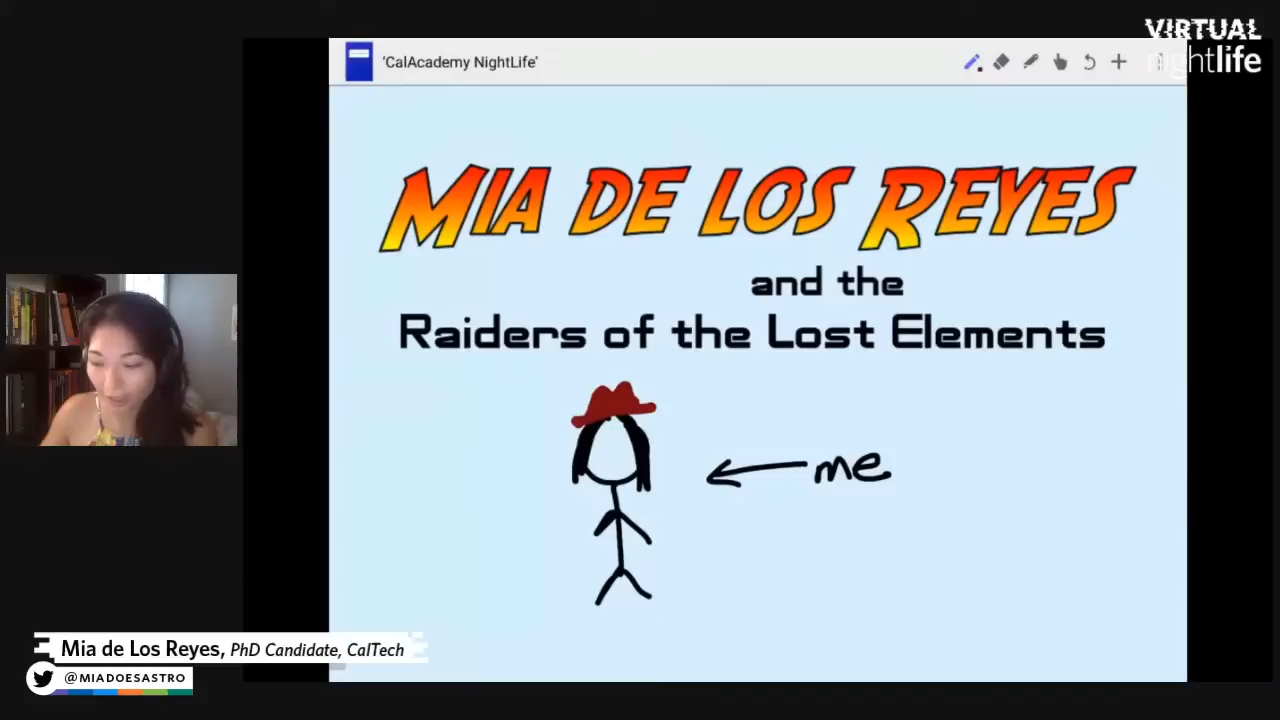 VIRTUAL
nightlife
'CalAcademy NightLife'
MIA DE LOS REYES
and the
Raiders of the Lost Elements
me
Mia de Los Reyes, PhD Candidate, CalTech
@MIADOESASTRO